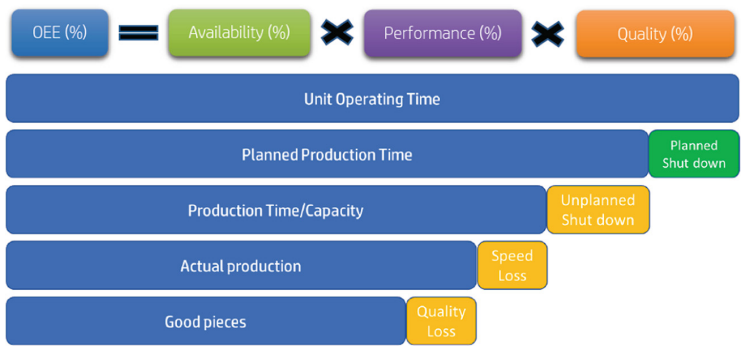 OEE (%) = Availability (%) × Performance (%) × Quality (%)
Unit Operating Time
Planned Production Time
Planned
Shut down
Production Time/Capacity
Unplanned
Shut down
Actual production
Speed
Loss
Good pieces
Quality
Loss